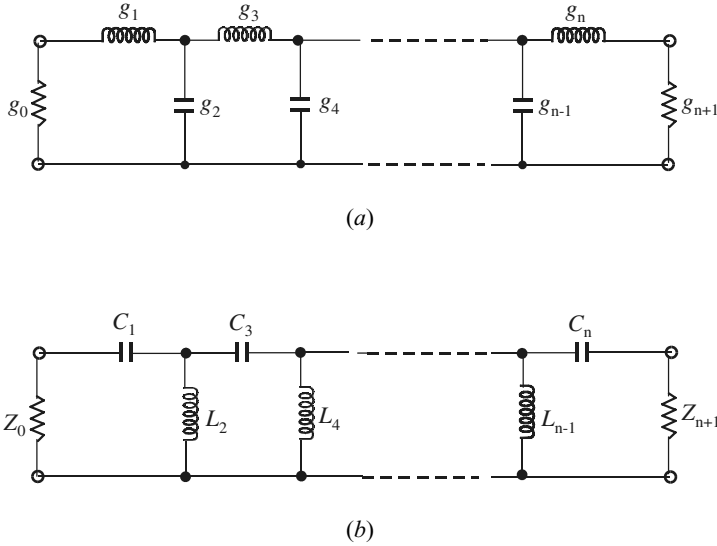 g₁ g₃ gₙ
g₀ g₂ g₄ gₙ₋₁ gₙ₊₁
(a)
C₁ C₃ Cₙ
Z₀ L₂ L₄ Lₙ₋₁ Zₙ₊₁
(b)